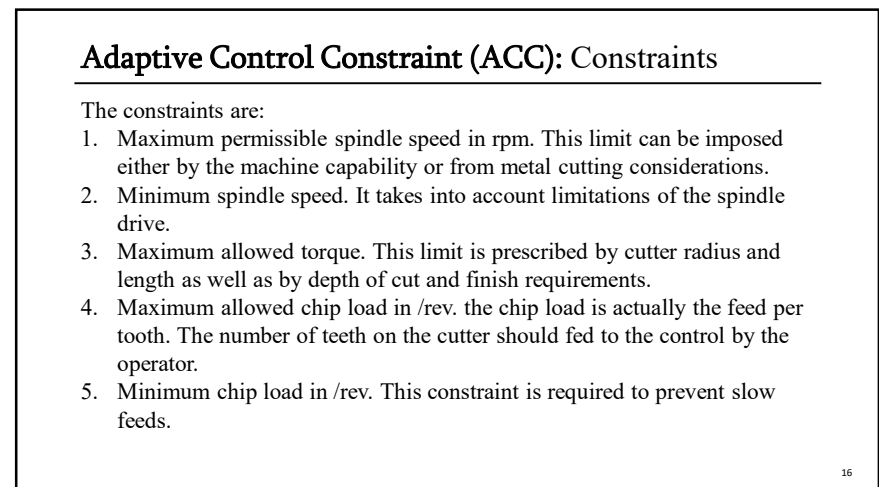 Adaptive Control Constraint (ACC): Constraints
The constraints are:
1. Maximum permissible spindle speed in rpm. This limit can be imposed
either by the machine capability or from metal cutting considerations.
2. Minimum spindle speed. It takes into account limitations of the spindle
drive.
3. Maximum allowed torque. This limit is prescribed by cutter radius and
length as well as by depth of cut and finish requirements.
4. Maximum allowed chip load in /rev. the chip load is actually the feed per
tooth. The number of teeth on the cutter should fed to the control by the
operator.
5. Minimum chip load in /rev. This constraint is required to prevent slow
feeds.
16